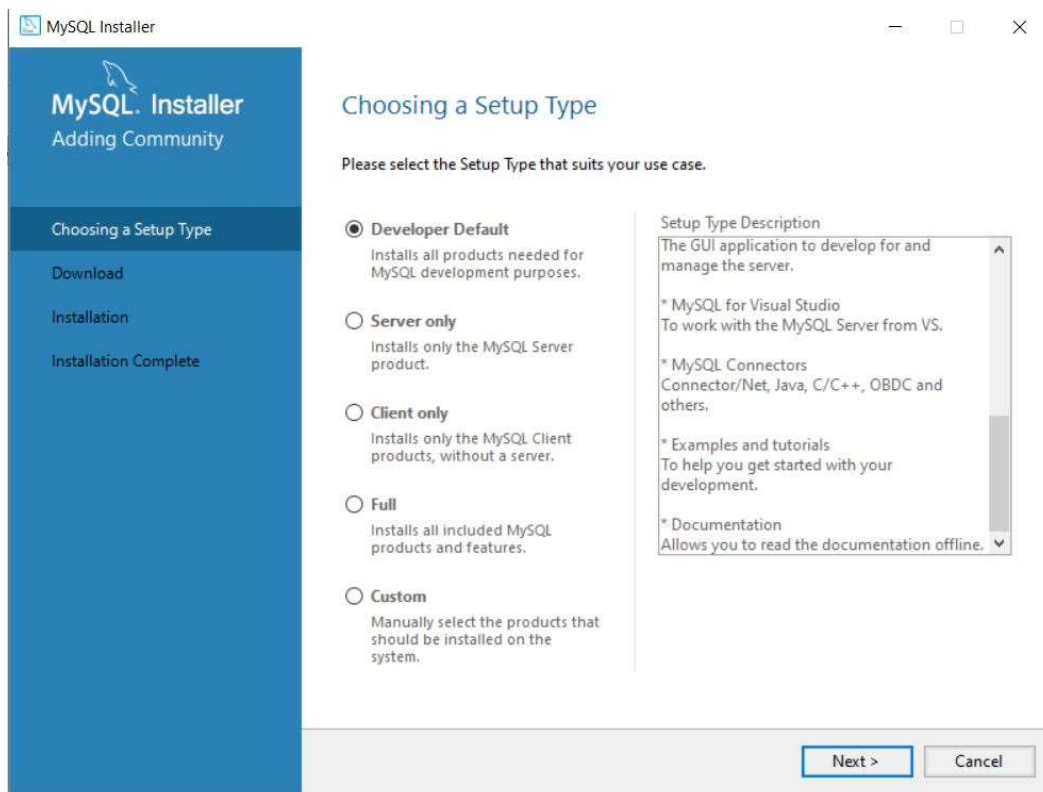 MySQL Installer
MySQL. Installer
Adding Community
Choosing a Setup Type
Download
Installation
Installation Complete
Choosing a Setup Type
Please select the Setup Type that suits your use case.
Developer Default
Installs all products needed for
MySQL development purposes.
Server only
Installs only the MySQL Server
product.
Client only
Installs only the MySQL Client
products, without a server.
Full
Installs all included MySQL
products and features.
Custom
Manually select the products that
should be installed on the
system.
Setup Type Description
The GUI application to develop for and
manage the server.
* MySQL for Visual Studio
To work with the MySQL Server from VS.
* MySQL Connectors
Connector/Net, Java, C/C++, OBDC and
others.
* Examples and tutorials
To help you get started with your
development.
* Documentation
Allows you to read the documentation offline.
Next >
Cancel